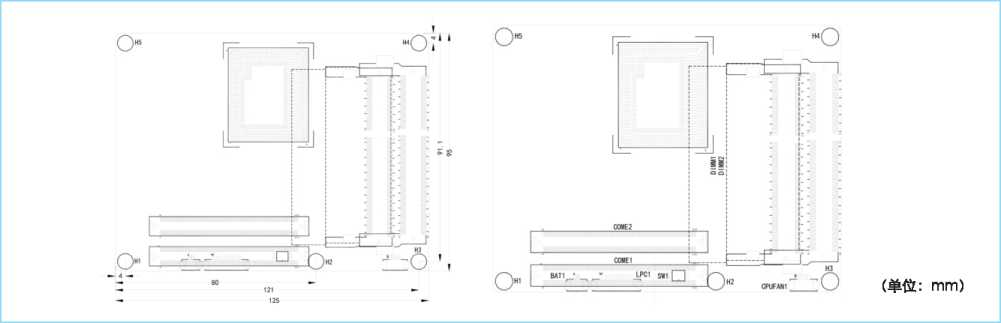 H5
H4
4
91.1
95
H1
H2
H3
4
80
121
125
H5
H4
DIMM1
DIMM2
COME2
COME1
BAT1
LPC1
SW1
H1
H2
CPUFAN1
H3
（单位：mm）